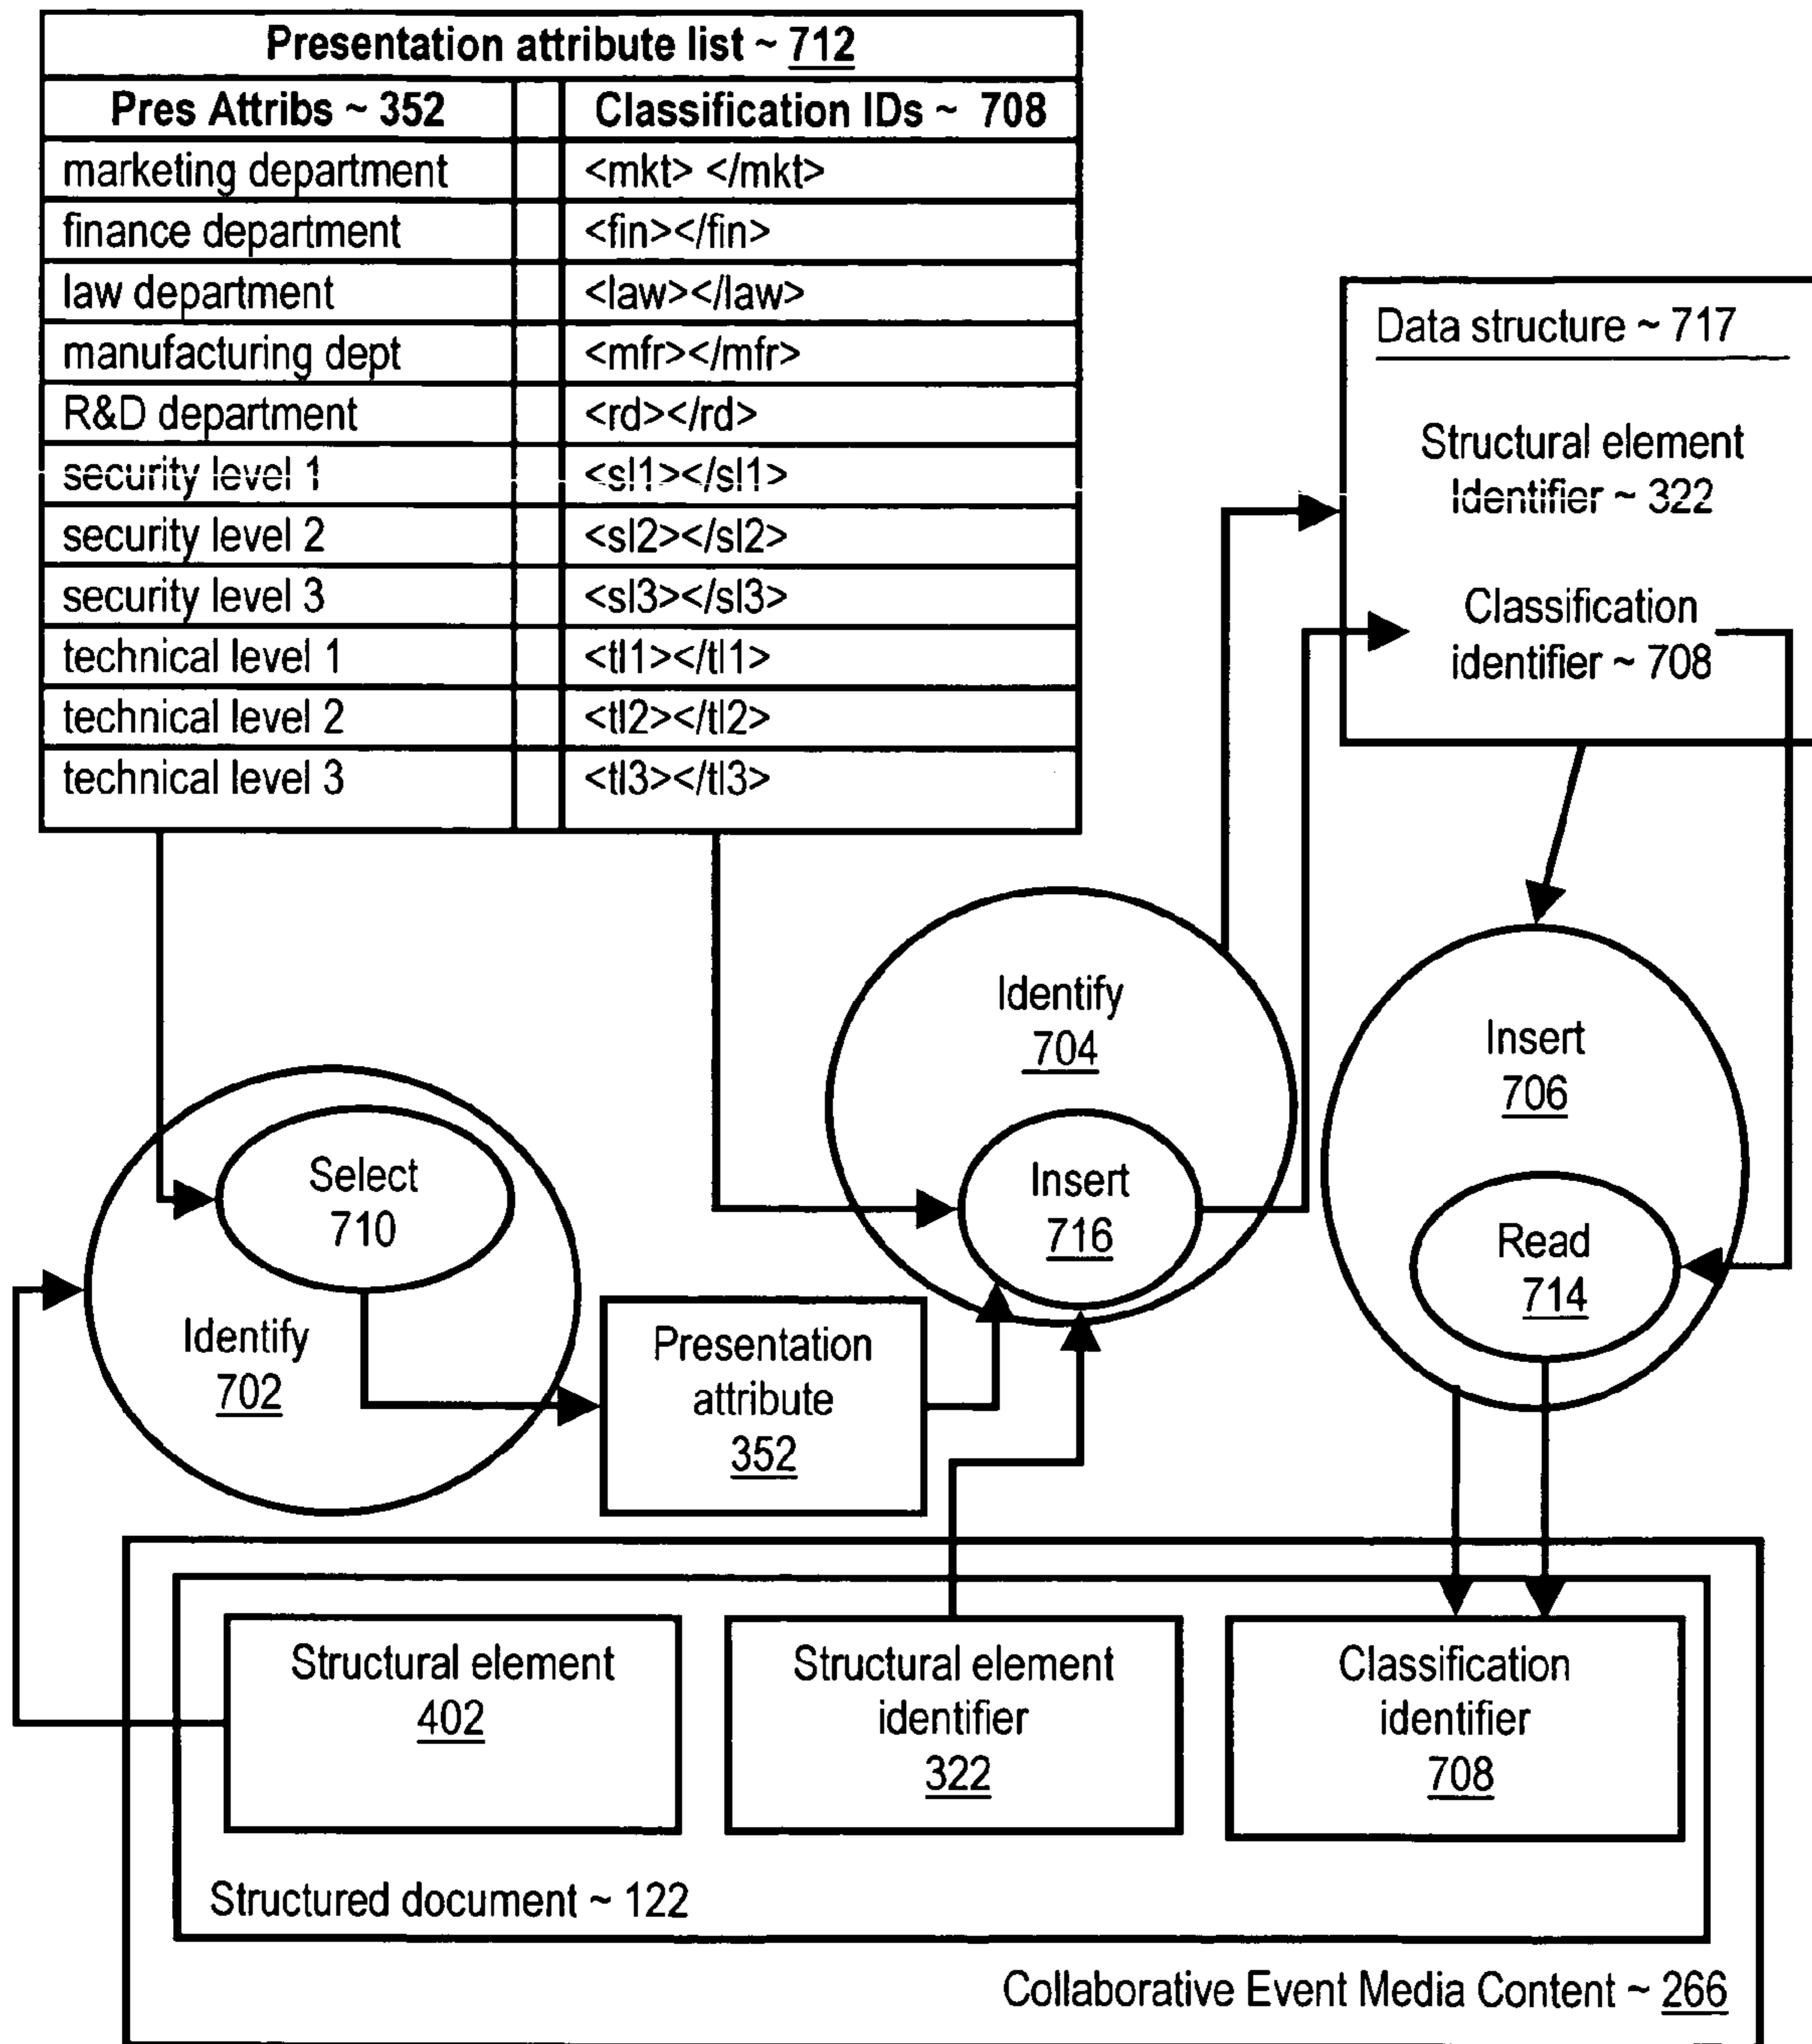 Presentation attribute list ~ 712
Pres Attribs ~ 352 Classification IDs ~ 708
marketing department <mkt> </mkt>
finance department <fin></fin>
law department <law></law>
manufacturing dept <mfr></mfr>
R&D department <rd></rd>
security level 1 <sl1></sl1>
security level 2 <sl2></sl2>
security level 3 <sl3></sl3>
technical level 1 <tl1></tl1>
technical level 2 <tl2></tl2>
technical level 3 <tl3></tl3>
Data structure ~ 717
Structural element
Identifier ~ 322
Classification
identifier ~ 708
Identify
704
Insert
716
Insert
706
Read
714
Select
710
Identify
702
Presentation
attribute
352
Structural element
402
Structural element
identifier
322
Classification
identifier
708
Structured document ~ 122
Collaborative Event Media Content ~ 266